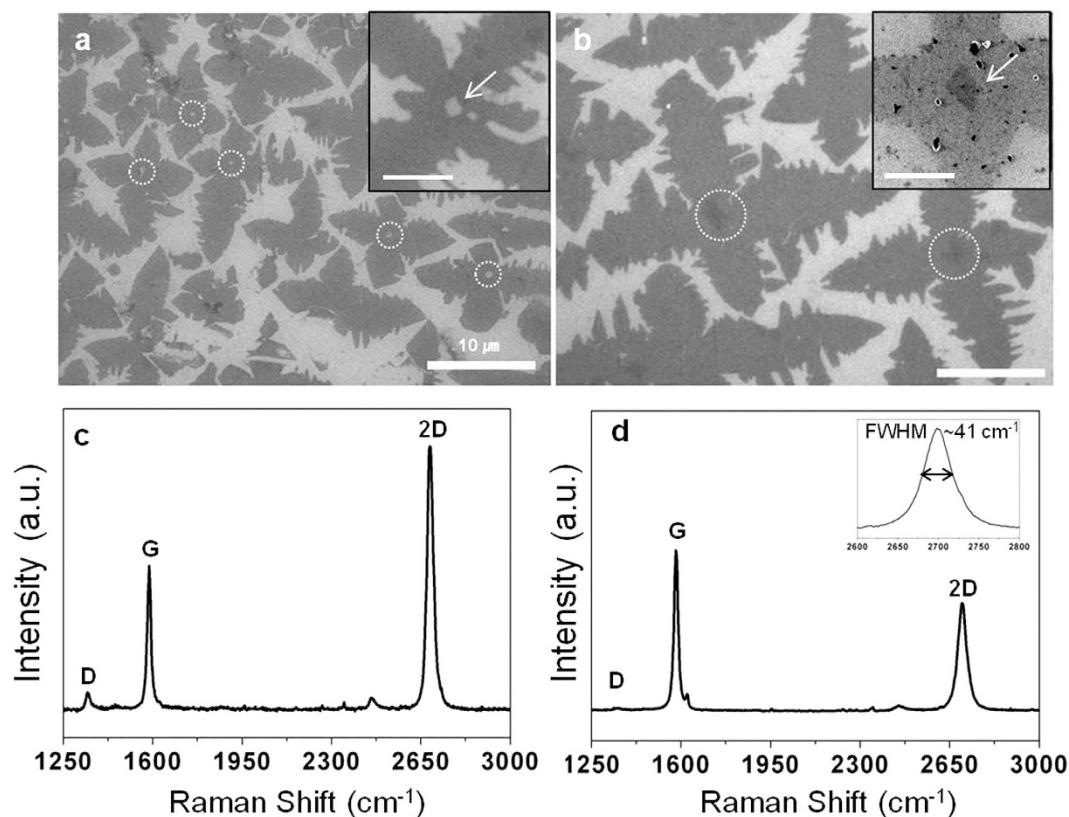 a
b
10 ㎛
c
2D
G
D
Intensity (a.u.)
1250 1600 1950 2300 2650 3000
Raman Shift (cm⁻¹)
d
FWHM ~41 cm⁻¹
2600 2650 2700 2750 2800
G
2D
D
Intensity (a.u.)
1250 1600 1950 2300 2650 3000
Raman Shift (cm⁻¹)